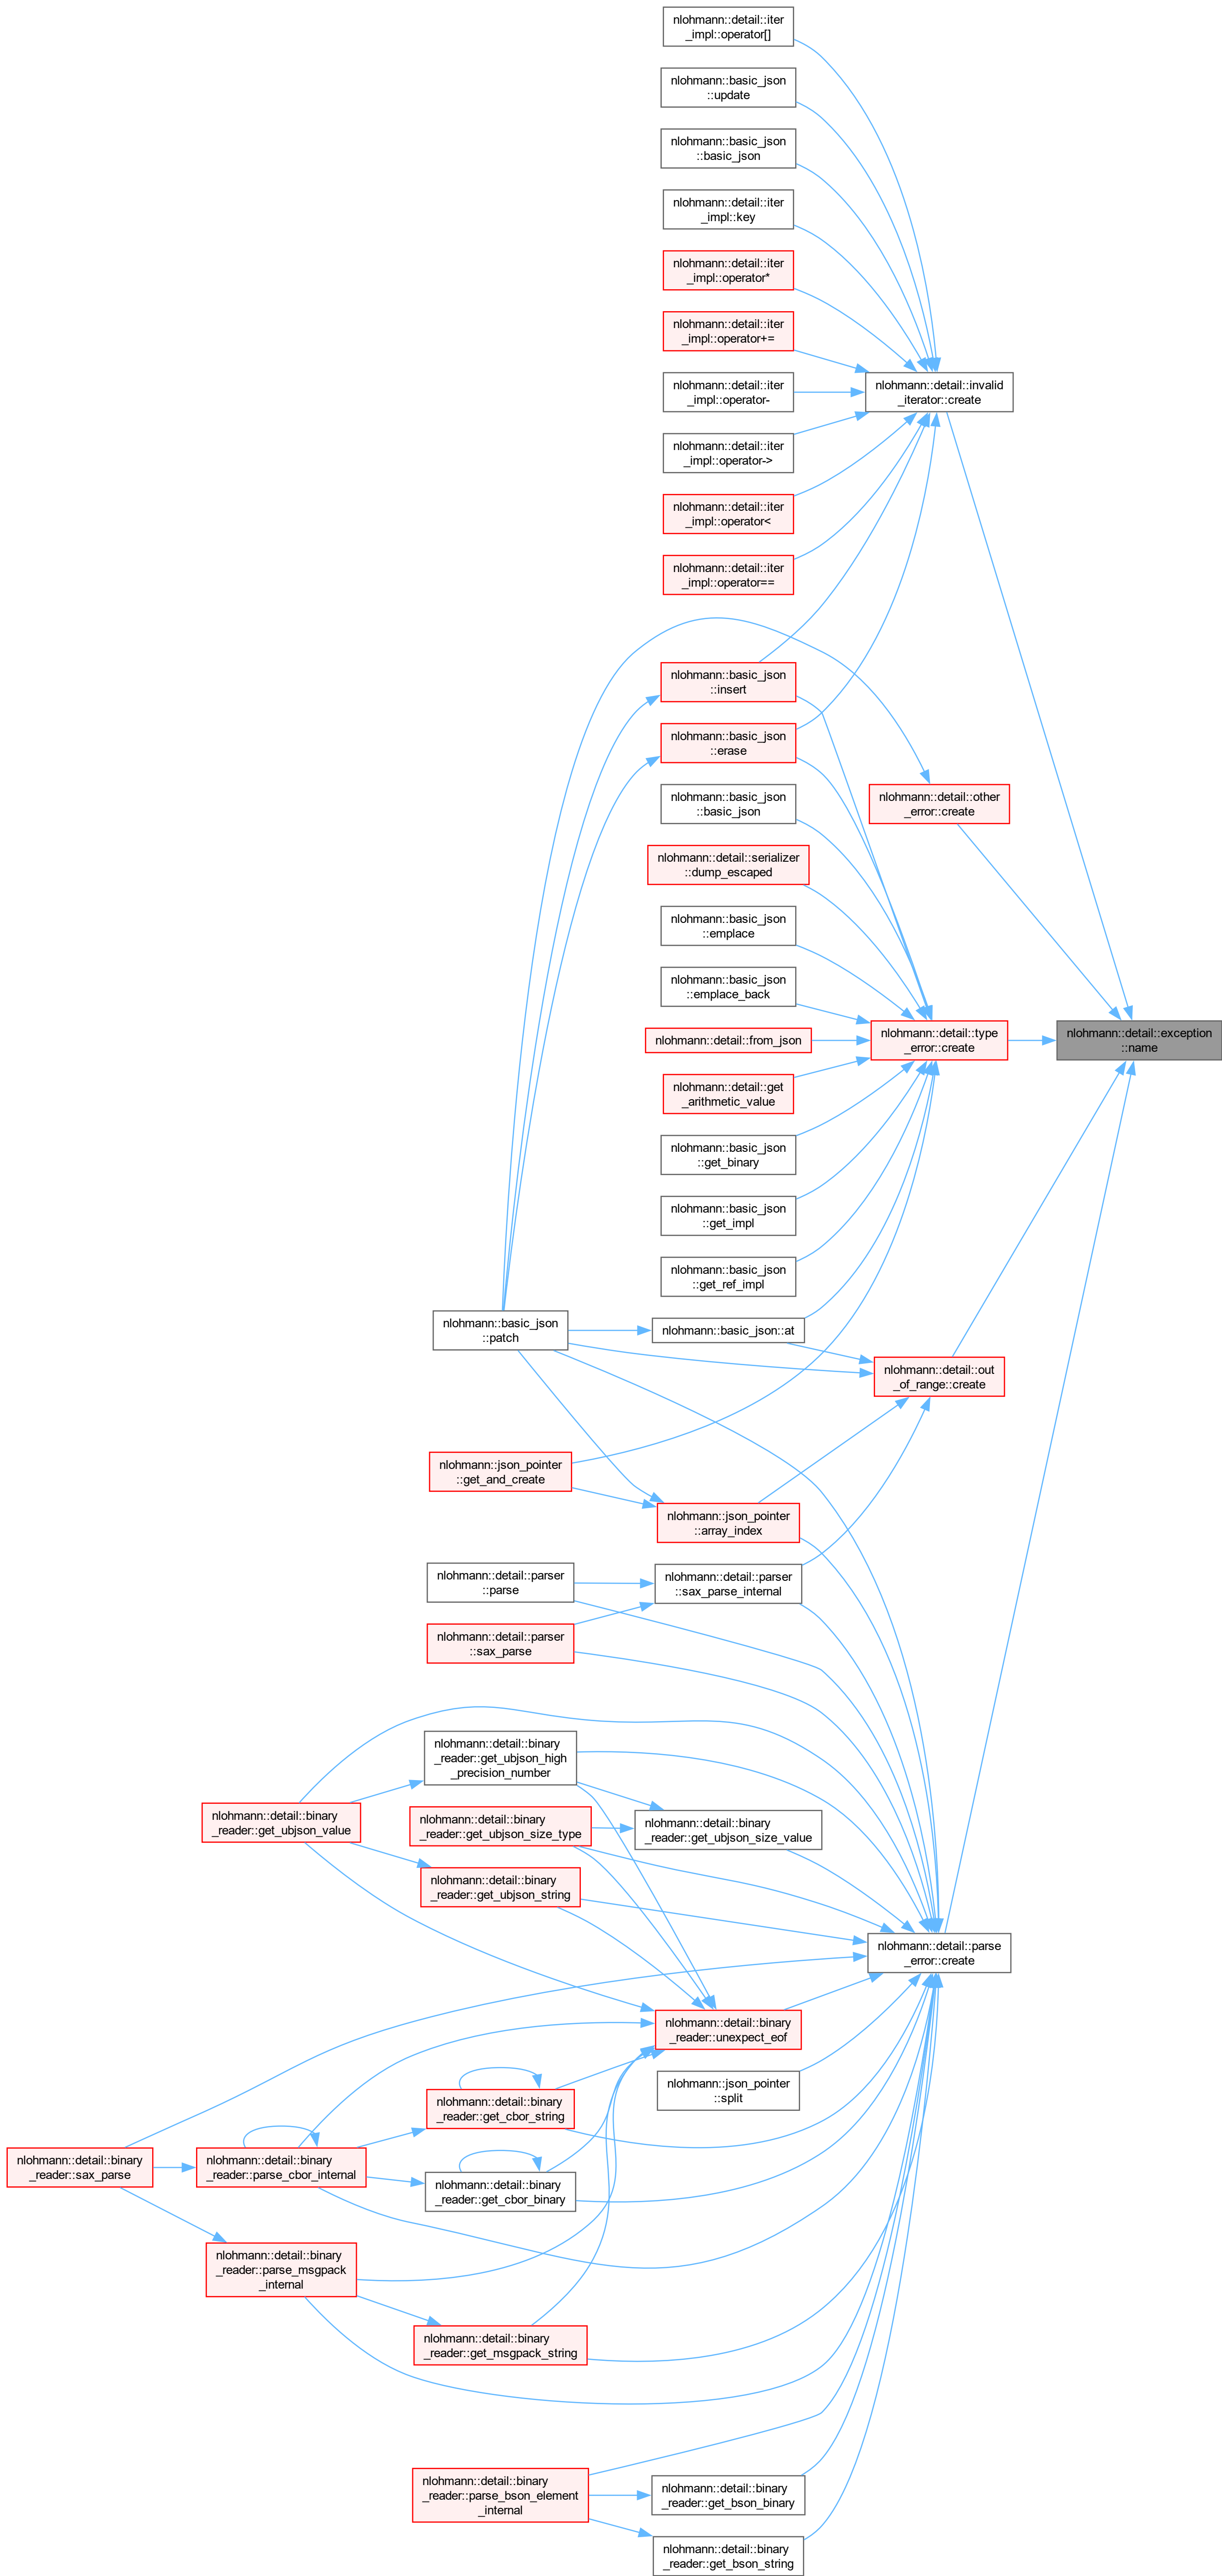 nlohmann::detail::iter
_impl::operator[]
nlohmann::basic_json
::update
nlohmann::basic_json
::basic_json
nlohmann::detail::iter
_impl::key
nlohmann::detail::iter
_impl::operator*
nlohmann::detail::iter
_impl::operator+=
nlohmann::detail::invalid
_iterator::create
nlohmann::detail::iter
_impl::operator-
nlohmann::detail::iter
_impl::operator->
nlohmann::detail::iter
_impl::operator<
nlohmann::detail::iter
_impl::operator==
nlohmann::basic_json
::insert
nlohmann::basic_json
::erase
nlohmann::detail::other
_error::create
nlohmann::basic_json
::basic_json
nlohmann::detail::serializer
::dump_escaped
nlohmann::basic_json
::emplace
nlohmann::basic_json
::emplace_back
nlohmann::detail::type
_error::create
nlohmann::detail::exception
::name
nlohmann::detail::from_json
nlohmann::detail::get
_arithmetic_value
nlohmann::basic_json
::get_binary
nlohmann::basic_json
::get_impl
nlohmann::basic_json
::get_ref_impl
nlohmann::basic_json
::patch
nlohmann::basic_json::at
nlohmann::detail::out
_of_range::create
nlohmann::json_pointer
::get_and_create
nlohmann::json_pointer
::array_index
nlohmann::detail::parser
::parse
nlohmann::detail::parser
::sax_parse_internal
nlohmann::detail::parser
::sax_parse
nlohmann::detail::binary
_reader::get_ubjson_high
_precision_number
nlohmann::detail::binary
_reader::get_ubjson_value
nlohmann::detail::binary
_reader::get_ubjson_size_type
nlohmann::detail::binary
_reader::get_ubjson_size_value
nlohmann::detail::binary
_reader::get_ubjson_string
nlohmann::detail::parse
_error::create
nlohmann::detail::binary
_reader::unexpect_eof
nlohmann::json_pointer
::split
nlohmann::detail::binary
_reader::get_cbor_string
nlohmann::detail::binary
_reader::sax_parse
nlohmann::detail::binary
_reader::parse_cbor_internal
nlohmann::detail::binary
_reader::get_cbor_binary
nlohmann::detail::binary
_reader::parse_msgpack
_internal
nlohmann::detail::binary
_reader::get_msgpack_string
nlohmann::detail::binary
_reader::parse_bson_element
_internal
nlohmann::detail::binary
_reader::get_bson_binary
nlohmann::detail::binary
_reader::get_bson_string